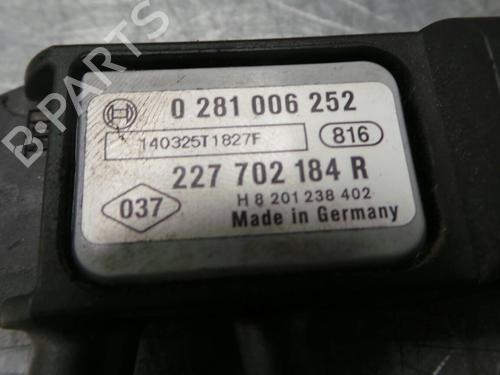 B-PARTS
0 281 006 252
140325T1827F
816
227 702 184 R
037
H 8 201 238 402
Made in Germany